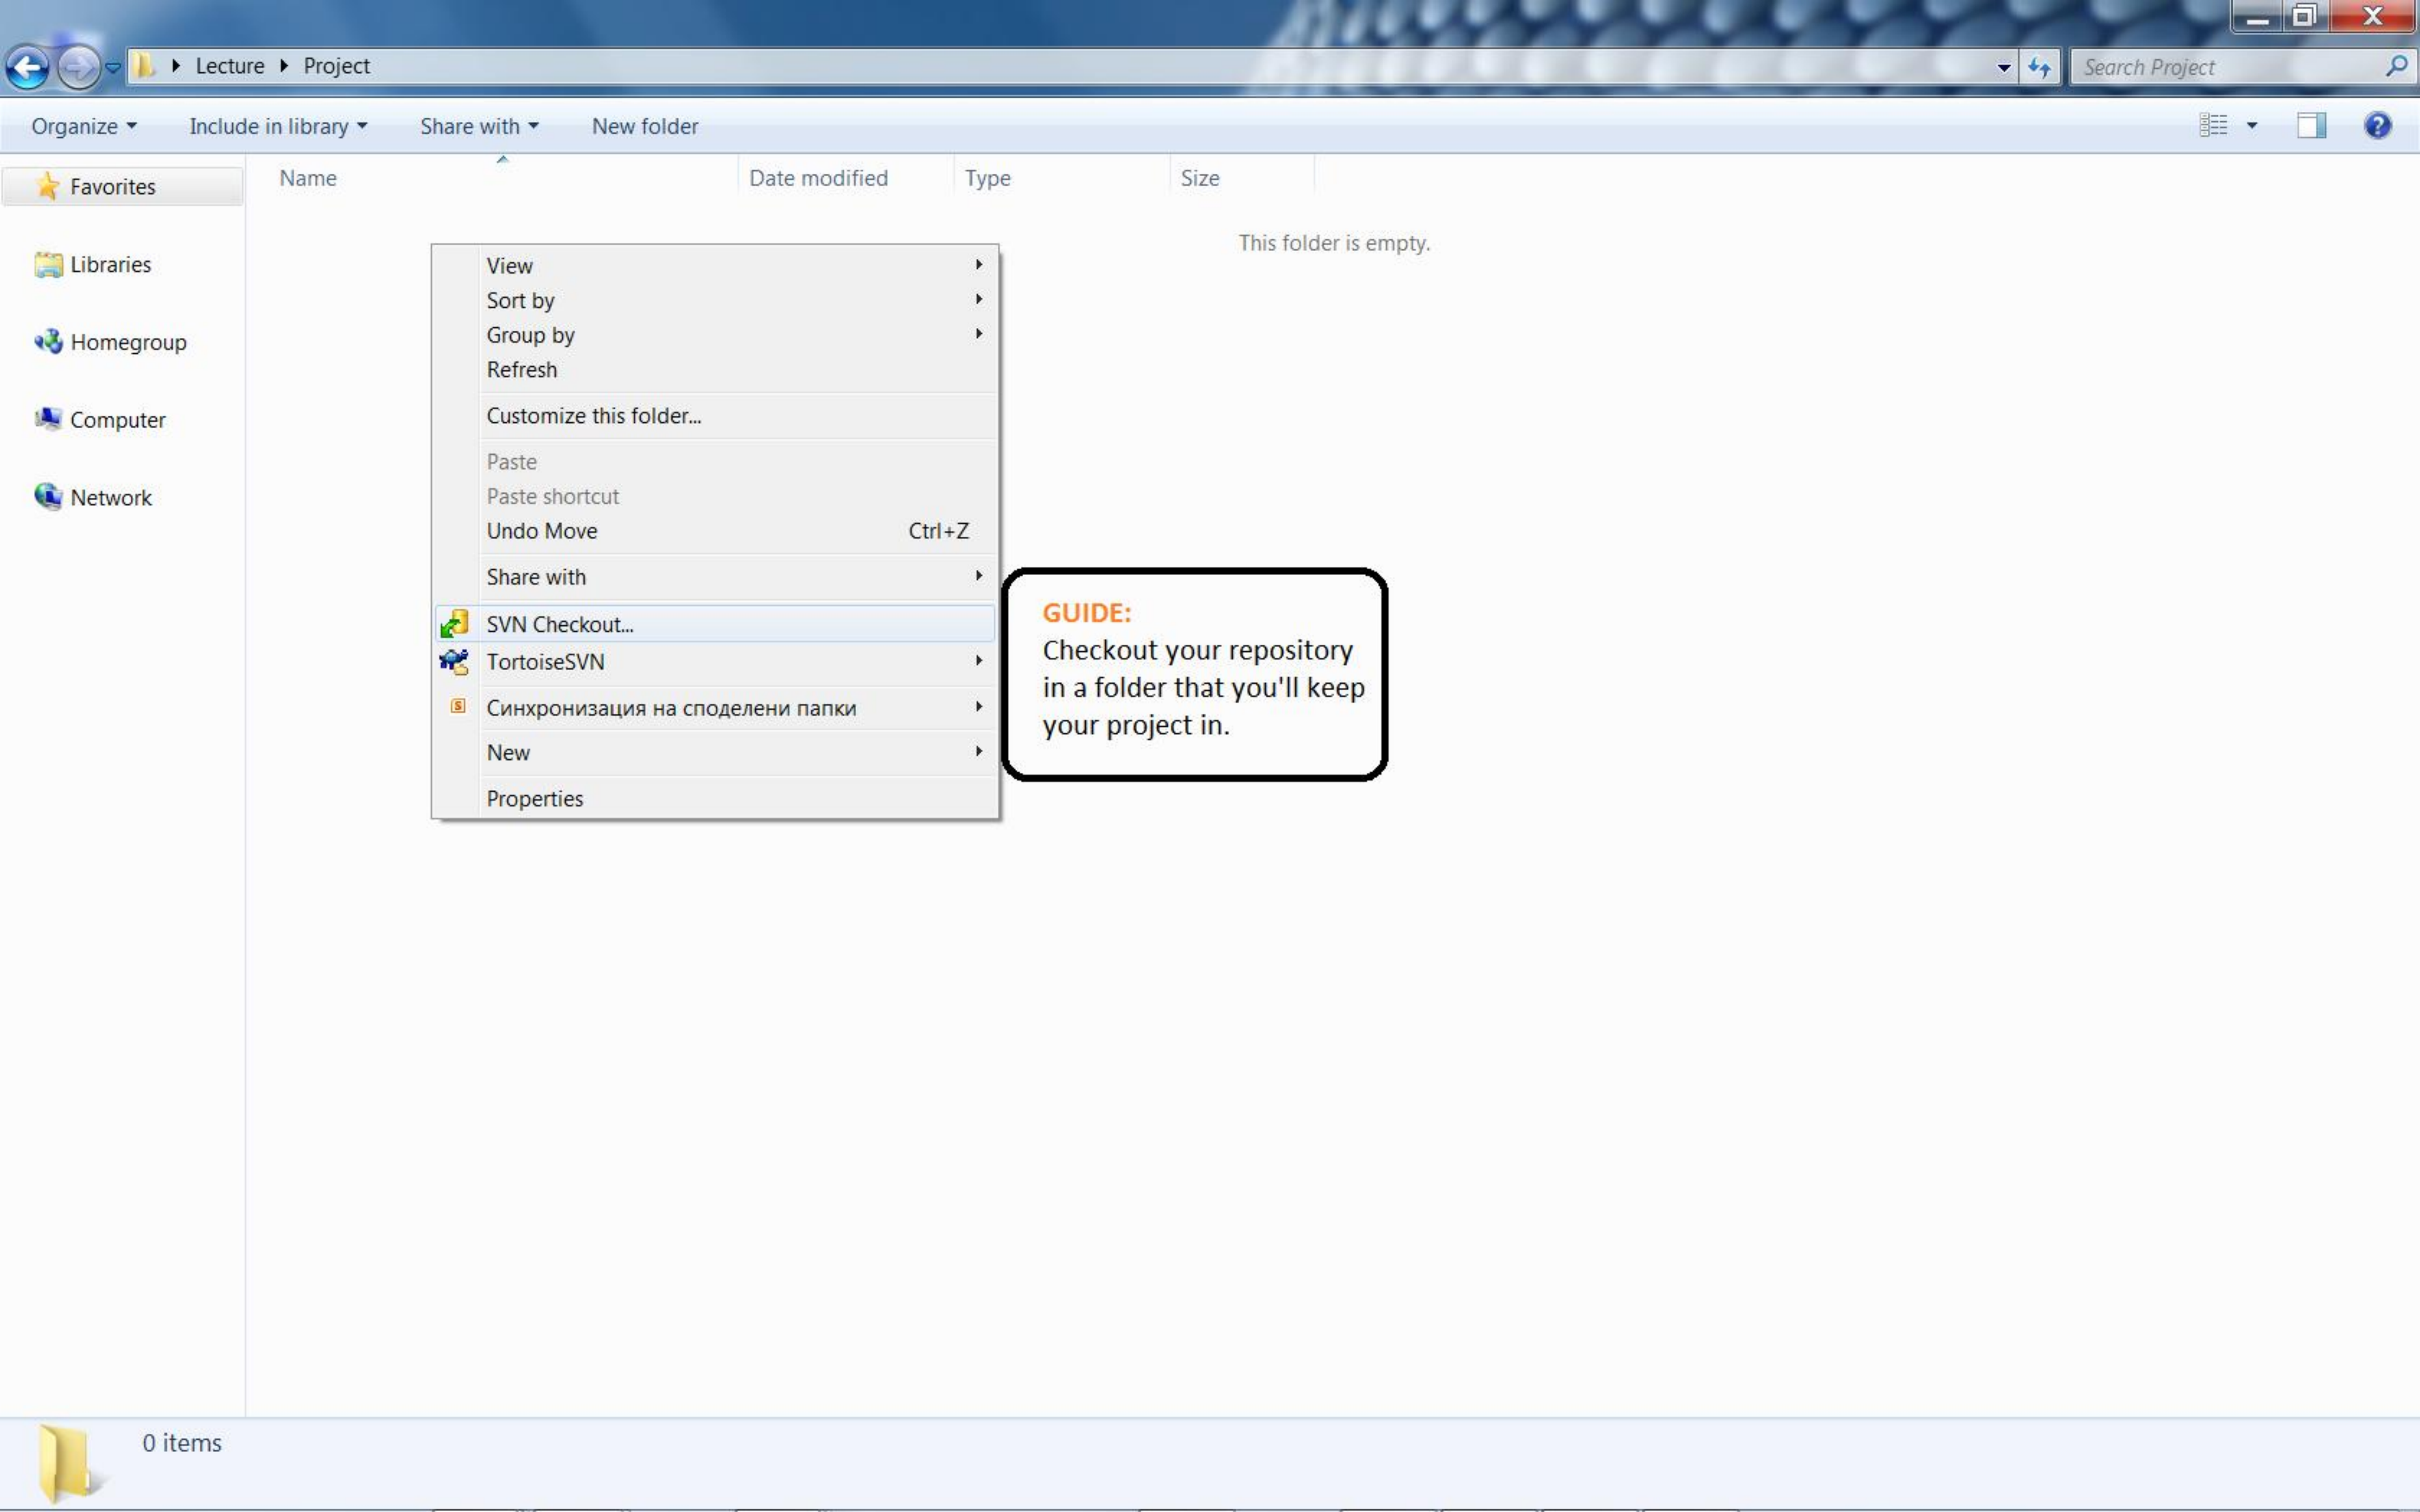 Lecture Project
Search Project
Organize Include in library Share with New folder
Favorites
Libraries
Homegroup
Computer
Network
Name Date modified Type Size
This folder is empty.
View
Sort by
Group by
Refresh
Customize this folder...
Paste
Paste shortcut
Undo Move Ctrl+Z
Share with
SVN Checkout...
TortoiseSVN
Синхронизация на споделени папки
New
Properties
GUIDE:
Checkout your repository
in a folder that you'll keep
your project in.
0 items